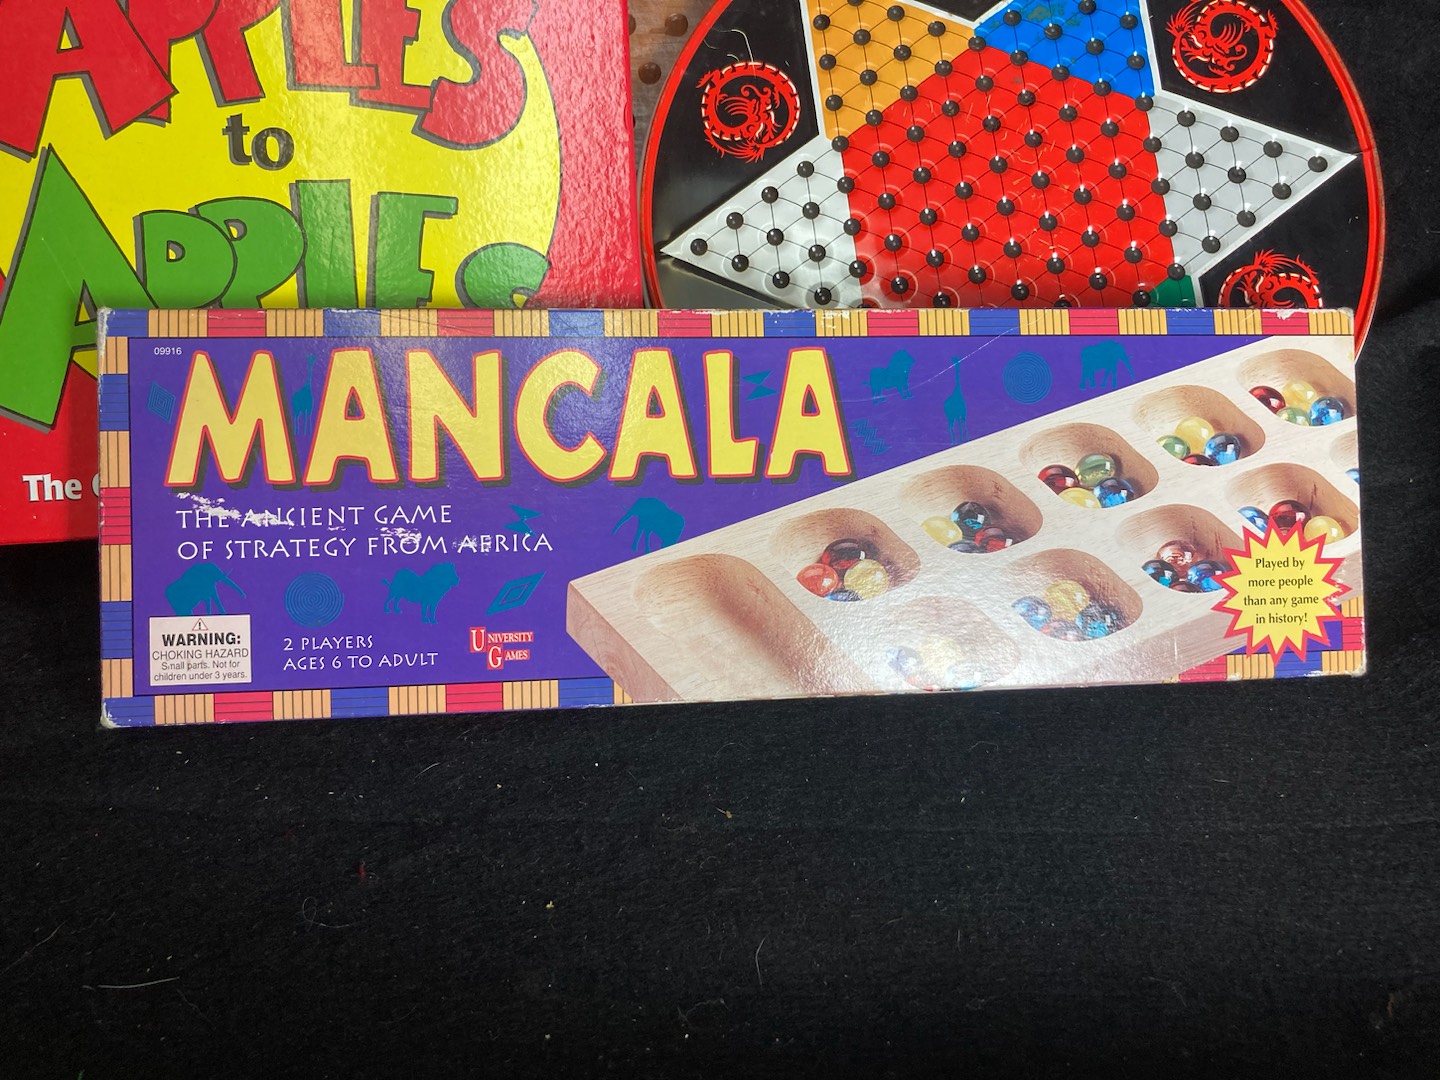 APPLES
to
APPLES
The
09916
MANCALA
THE ANCIENT GAME
OF STRATEGY FROM AFRICA
WARNING:
CHOKING HAZARD
Small parts. Not for
children under 3 years.
2 PLAYERS
AGES 6 TO ADULT
UNIVERSITY
GAMES
Played by
more people
than any game
in history!